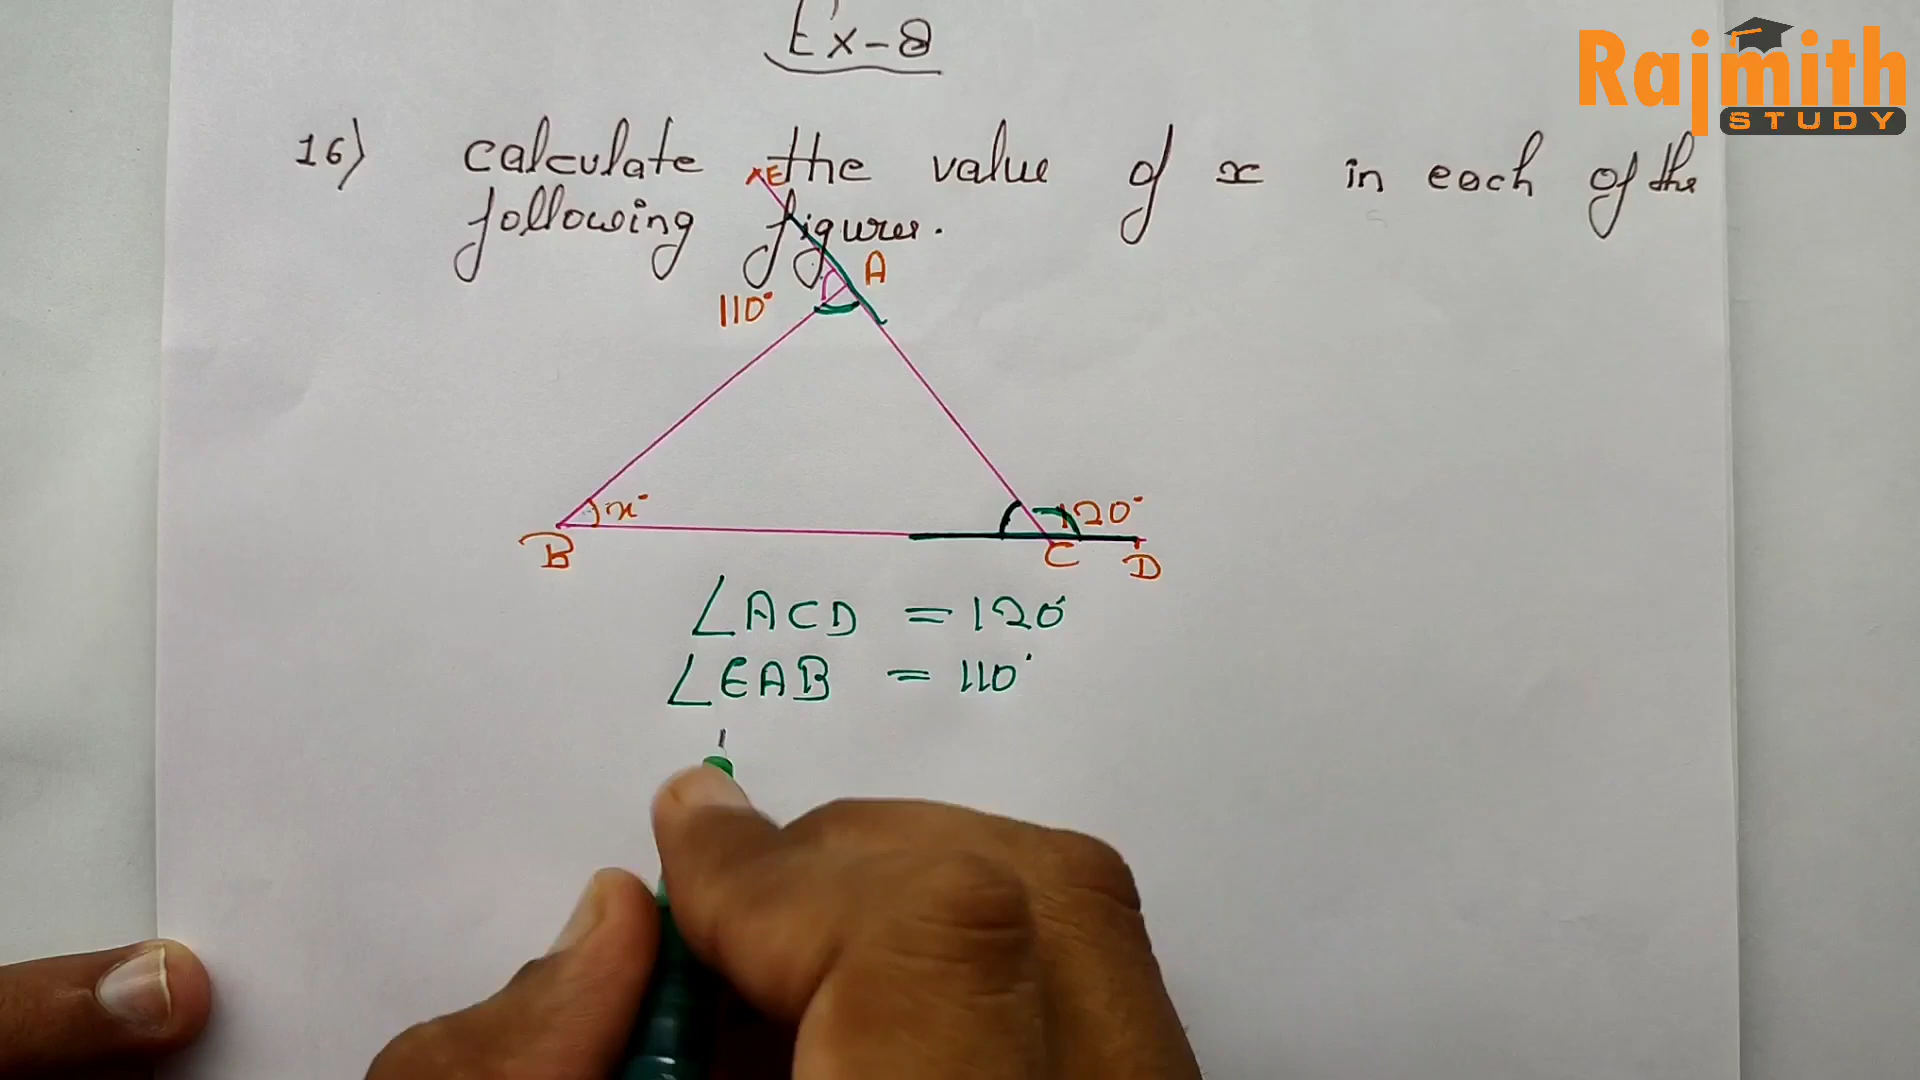 Ex-8
Rajmith
STUDY
16) calculate the value of x in each of the
following figures.
E
A
110°
x°
120°
B
C
D
∠ACD = 120°
∠EAB = 110°